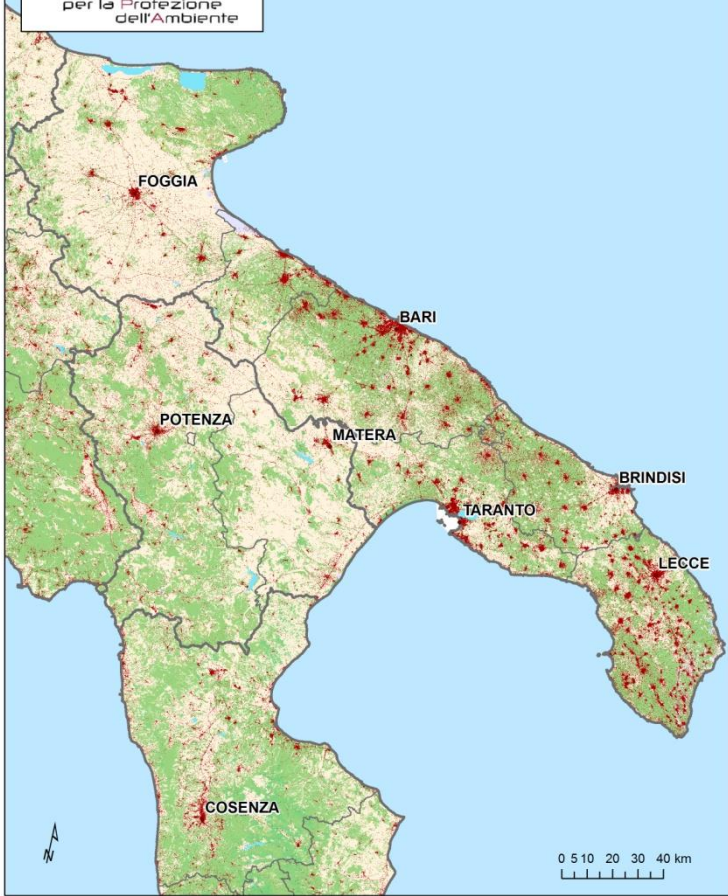 per la Protezione
dell'Ambiente
FOGGIA
BARI
POTENZA
MATERA
BRINDISI
TARANTO
LECCE
COSENZA
N
0 5 10 20 30 40 km